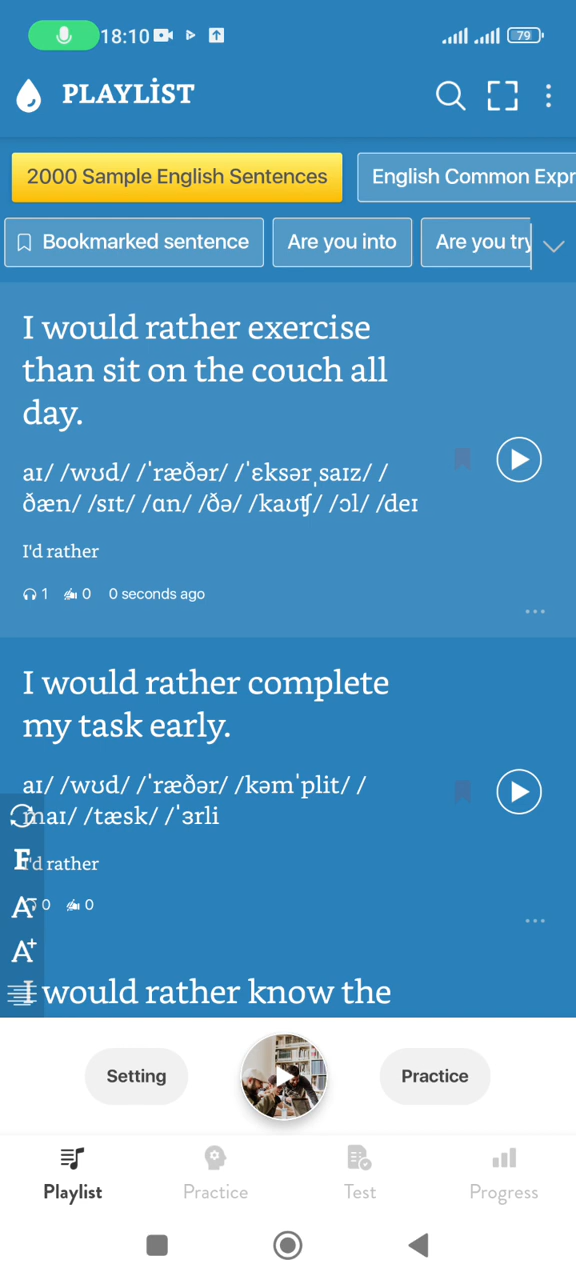 18:10
79
PLAYLİST
2000 Sample English Sentences
English Common Expr
Bookmarked sentence
Are you into
Are you try
I would rather exercise
than sit on the couch all
day.
aɪ/ /wʊd/ /ˈræðər/ /ˈɛksərˌsaɪz/ /
ðæn/ /sɪt/ /ɑn/ /ðə/ /kaʊʧ/ /ɔl/ /deɪ
I'd rather
1
0
0 seconds ago
I would rather complete
my task early.
aɪ/ /wʊd/ /ˈræðər/ /kəmˈplit/ /
maɪ/ /tæsk/ /ˈɜrli
F
I'd rather
A
0
0
A+
I would rather know the
Setting
Practice
Playlist
Practice
Test
Progress